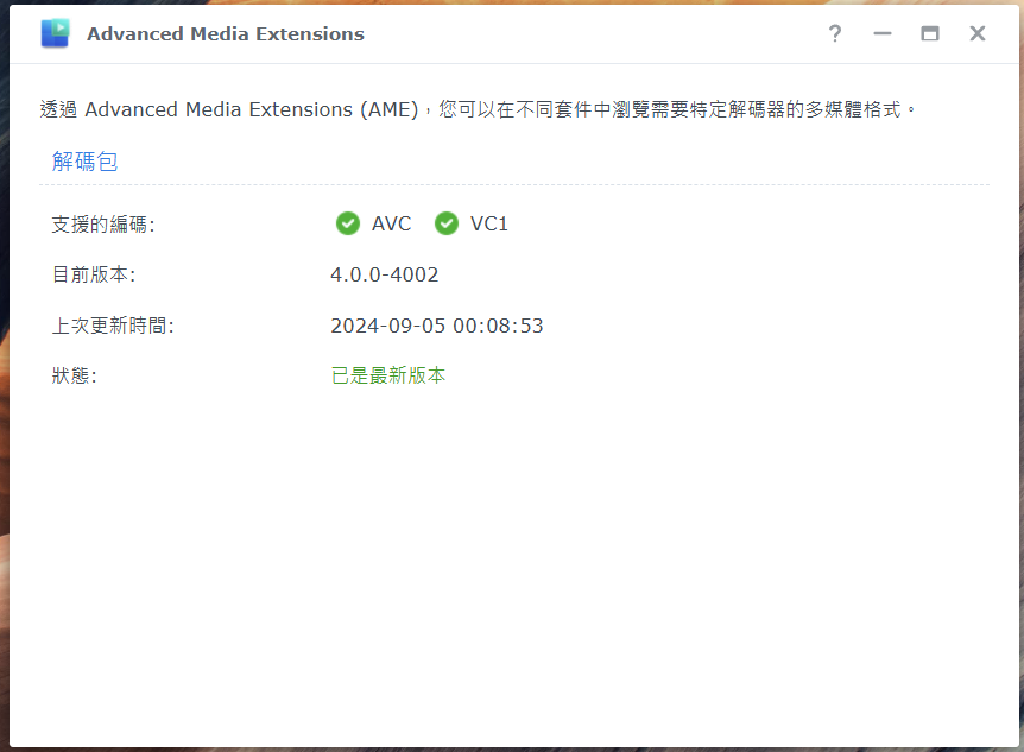 Advanced Media Extensions
透過 Advanced Media Extensions (AME)，您可以在不同套件中瀏覽需要特定解碼器的多媒體格式。
解碼包
支援的編碼: AVC VC1
目前版本: 4.0.0-4002
上次更新時間: 2024-09-05 00:08:53
狀態: 已是最新版本